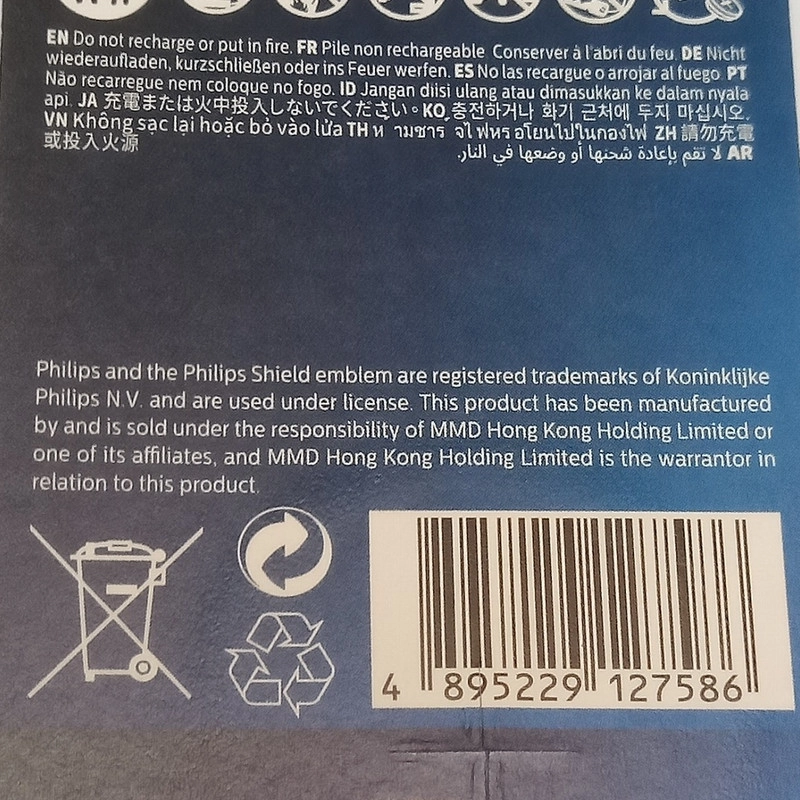 EN Do not recharge or put in fire. FR Pile non rechargeable. Conserver à l'abri du feu. DE Nicht
wiederaufladen, kurzschließen oder ins Feuer werfen. ES No las recargue o arrojar al fuego. PT
Não recarregue nem coloque no fogo. ID Jangan diisi ulang atau dimasukkan ke dalam nyala
api. JA 充電または火中投入しないでください。KO 충전하거나 화기 근처에 두지 마십시오.
VN Không sạc lại hoặc bỏ vào lửa TH ห ามชาร จไฟหร อโยนไปในกองไฟ ZH 請勿充電
或投入火源
AR لا تقم بإعادة شحنها أو وضعها في النار.
Philips and the Philips Shield emblem are registered trademarks of Koninklijke
Philips N.V. and are used under license. This product has been manufactured
by and is sold under the responsibility of MMD Hong Kong Holding Limited or
one of its affiliates, and MMD Hong Kong Holding Limited is the warrantor in
relation to this product.
4 895229 127586